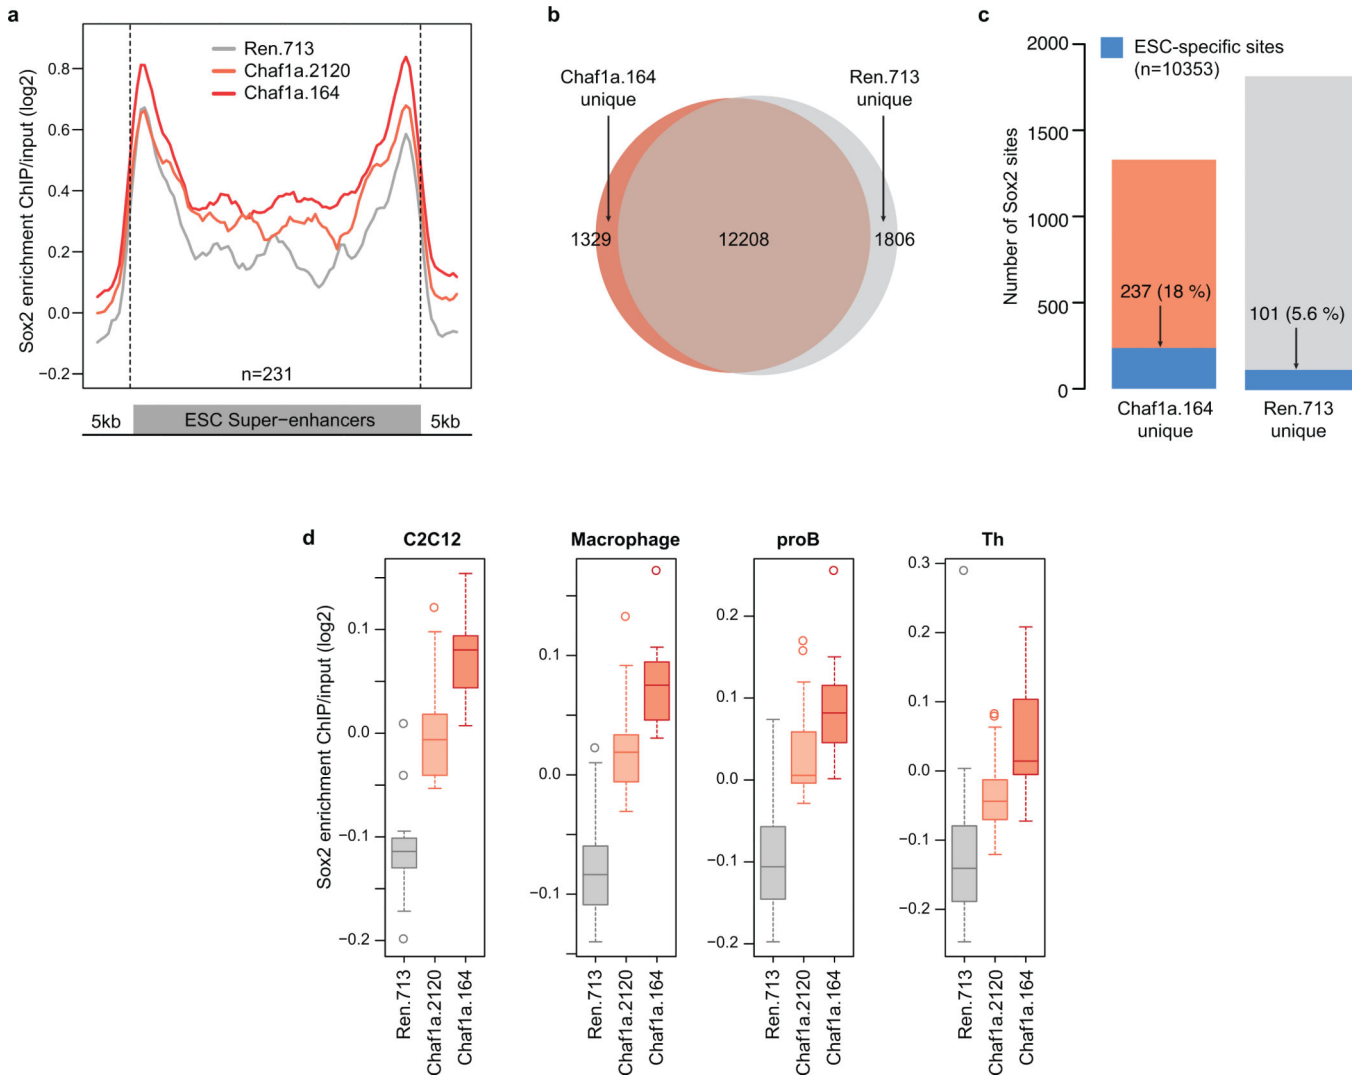 a
Sox2 enrichment ChIP/input (log2)
0.8
0.6
0.4
0.2
0.0
−0.2
Ren.713
Chaf1a.2120
Chaf1a.164
n=231
5kb
ESC Super−enhancers
5kb
b
Chaf1a.164
unique
Ren.713
unique
1329
12208
1806
c
Number of Sox2 sites
2000
1500
1000
500
0
ESC-specific sites
(n=10353)
237 (18 %)
101 (5.6 %)
Chaf1a.164
unique
Ren.713
unique
d
Sox2 enrichment ChIP/input (log2)
C2C12
0.1
0.0
−0.1
−0.2
Ren.713
Chaf1a.2120
Chaf1a.164
Macrophage
0.1
0.0
−0.1
Ren.713
Chaf1a.2120
Chaf1a.164
proB
0.2
0.1
0.0
−0.1
−0.2
Ren.713
Chaf1a.2120
Chaf1a.164
Th
0.3
0.2
0.1
0.0
−0.1
−0.2
Ren.713
Chaf1a.2120
Chaf1a.164